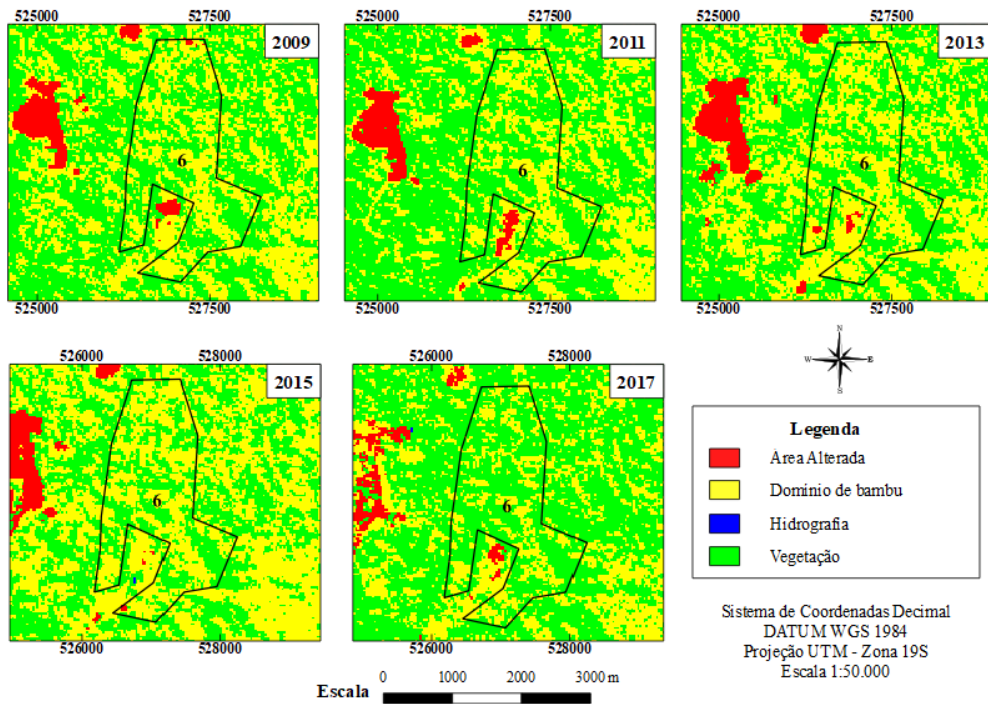 525000 527500
2009
6
525000 527500
525000 527500
2011
6
525000 527500
525000 527500
2013
6
525000 527500
526000 528000
2015
6
526000 528000
526000 528000
2017
6
526000 528000
N
W E
S
Legenda
Area Alterada
Dominio de bambu
Hidrografia
Vegetação
Sistema de Coordenadas Decimal
DATUM WGS 1984
Projeção UTM - Zona 19S
Escala 1:50.000
Escala 0 1000 2000 3000 m